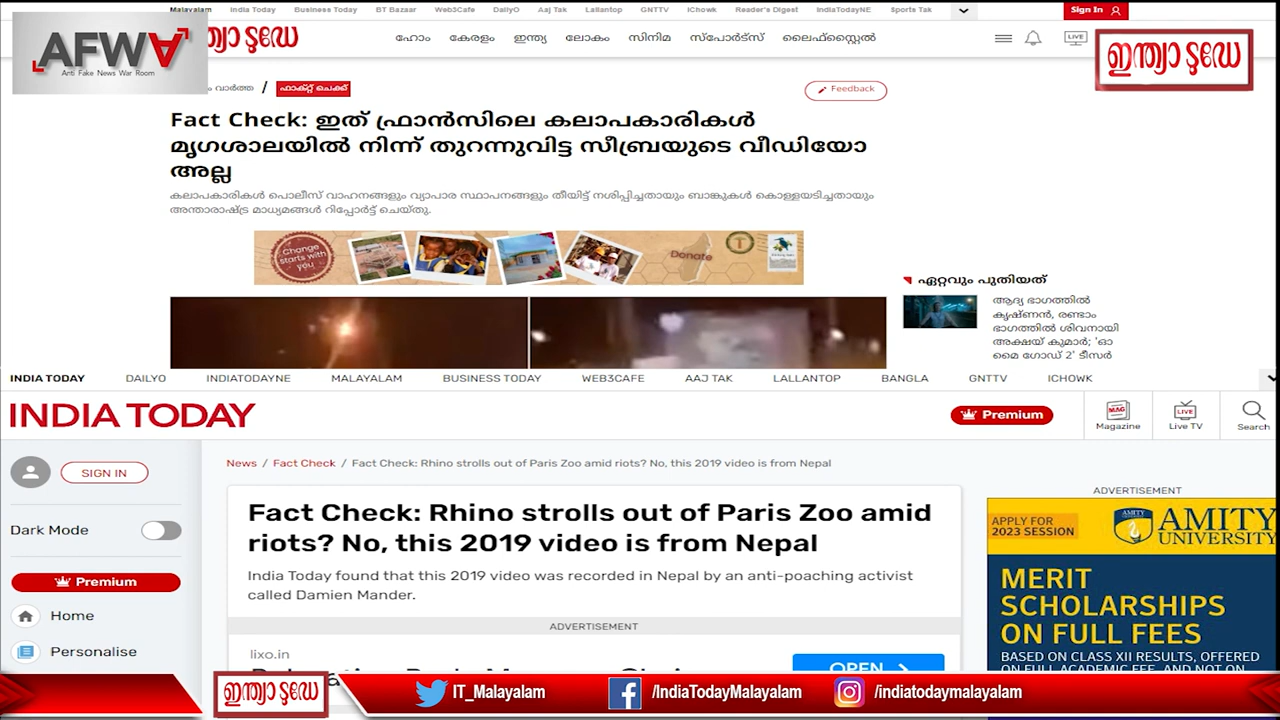 Malayalam India Today Business Today BT Bazaar Web3Cafe DailyO Aaj Tak Lallantop GNTTV iChowk Reader's Digest IndiaTodayNE Sports Tak
Sign In
AFWA
Anti Fake News War Room
ഹോം കേരളം ഇന്ത്യ ലോകം സിനിമ സ്പോർട്സ് ലൈഫ്സ്റ്റൈൽ
LIVE
ഇന്ത്യാ ടുഡേ
വാർത്ത / ഫാക്റ്റ് ചെക്ക്
Feedback
Fact Check: ഇത് ഫ്രാൻസിലെ കലാപകാരികൾ
മൃഗശാലയിൽ നിന്ന് തുറന്നുവിട്ട സീബ്രയുടെ വീഡിയോ
അല്ല
കലാപകാരികൾ പൊലീസ് വാഹനങ്ങളും വ്യാപാര സ്ഥാപനങ്ങളും തീയിട്ട് നശിപ്പിച്ചതായും ബാങ്കുകൾ കൊള്ളയടിച്ചതായും
അന്താരാഷ്ട്ര മാധ്യമങ്ങൾ റിപ്പോർട്ട് ചെയ്തു.
Change
starts with
you
Donate
ഏറ്റവും പുതിയത്
ആദ്യ ഭാഗത്തിൽ
കൃഷ്ണൻ, രണ്ടാം
ഭാഗത്തിൽ ശിവനായി
അക്ഷയ് കുമാർ; 'ഓ
മൈ ഗോഡ് 2' ടീസർ
INDIA TODAY DAILYO INDIATODAYNE MALAYALAM BUSINESS TODAY WEB3CAFE AAJ TAK LALLANTOP BANGLA GNTTV ICHOWK
INDIA TODAY
Premium
MAG
Magazine
LIVE
Live TV
Search
SIGN IN
News / Fact Check / Fact Check: Rhino strolls out of Paris Zoo amid riots? No, this 2019 video is from Nepal
Dark Mode
Fact Check: Rhino strolls out of Paris Zoo amid
riots? No, this 2019 video is from Nepal
India Today found that this 2019 video was recorded in Nepal by an anti-poaching activist
called Damien Mander.
Premium
Home
Personalise
ADVERTISEMENT
lixo.in
OPEN
ADVERTISEMENT
APPLY FOR
2023 SESSION
AMITY
UNIVERSITY
MERIT
SCHOLARSHIPS
ON FULL FEES
BASED ON CLASS XII RESULTS, OFFERED
ON FULL ACADEMIC FEE, AND NOT ON
ഇന്ത്യാ ടുഡേ
IT_Malayalam
/IndiaTodayMalayalam
/indiatodaymalayalam